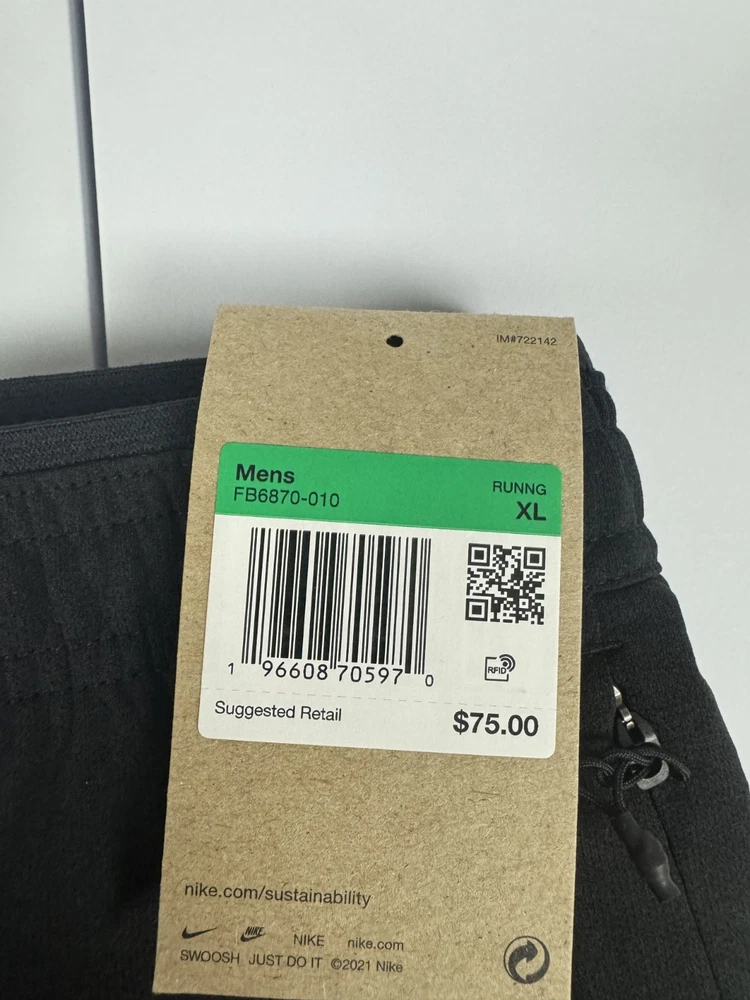 IM#722142
Mens
FB6870-010
RUNNG
XL
1 96608 70597 0
RFID
Suggested Retail
$75.00
nike.com/sustainability
NIKE NIKE nike.com
SWOOSH JUST DO IT ©2021 Nike